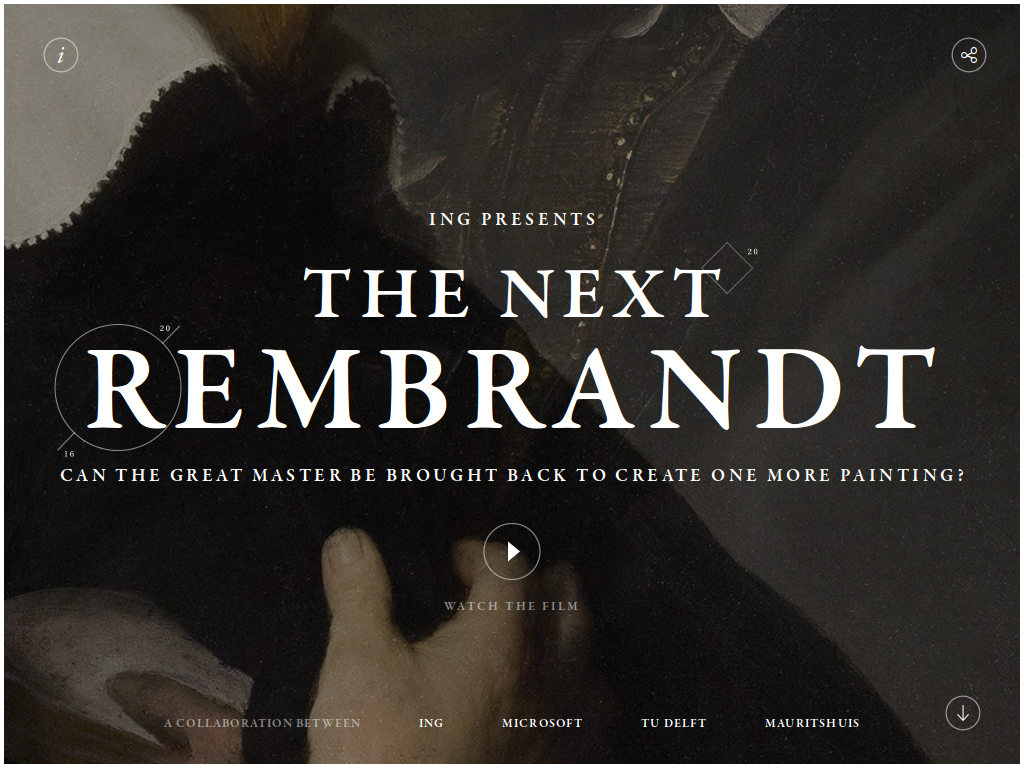 i
ING PRESENTS
20
THE NEXT
20
REMBRANDT
16
CAN THE GREAT MASTER BE BROUGHT BACK TO CREATE ONE MORE PAINTING?
WATCH THE FILM
A COLLABORATION BETWEEN ING MICROSOFT TU DELFT MAURITSHUIS